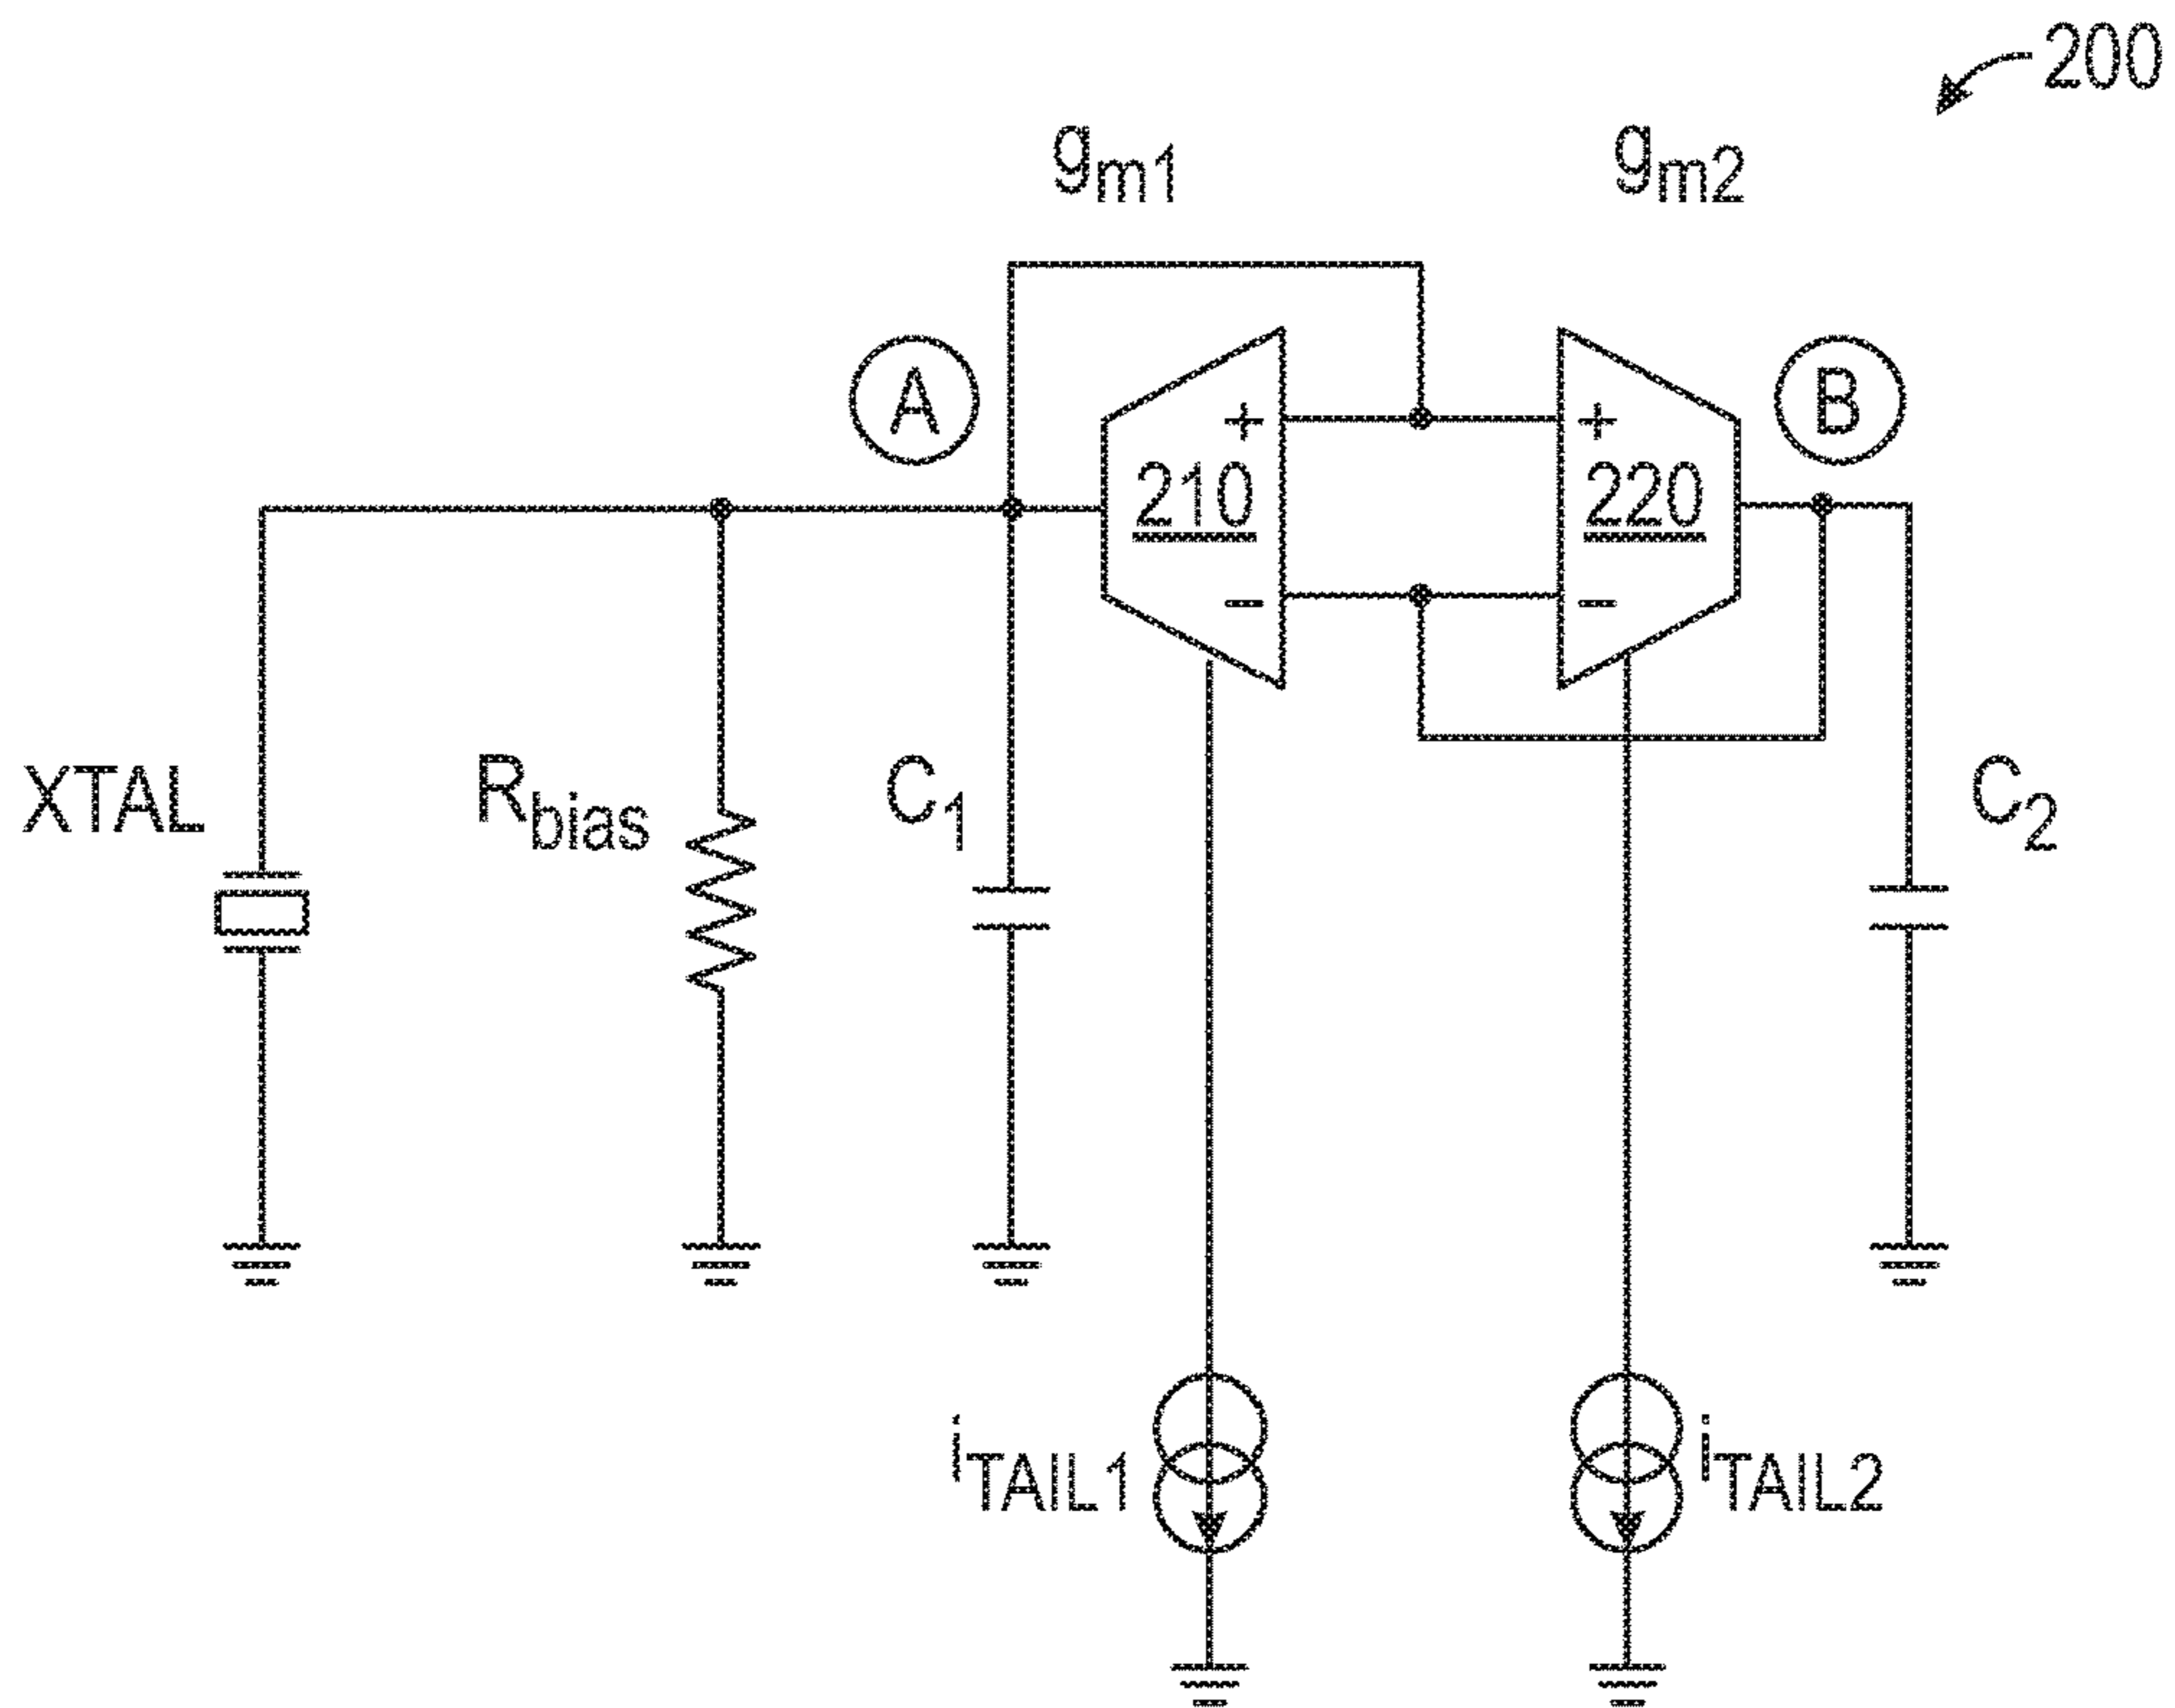 200
gm1 gm2
A B
+ +
210 220
- -
XTAL Rbias C1 C2
iTAIL1 iTAIL2